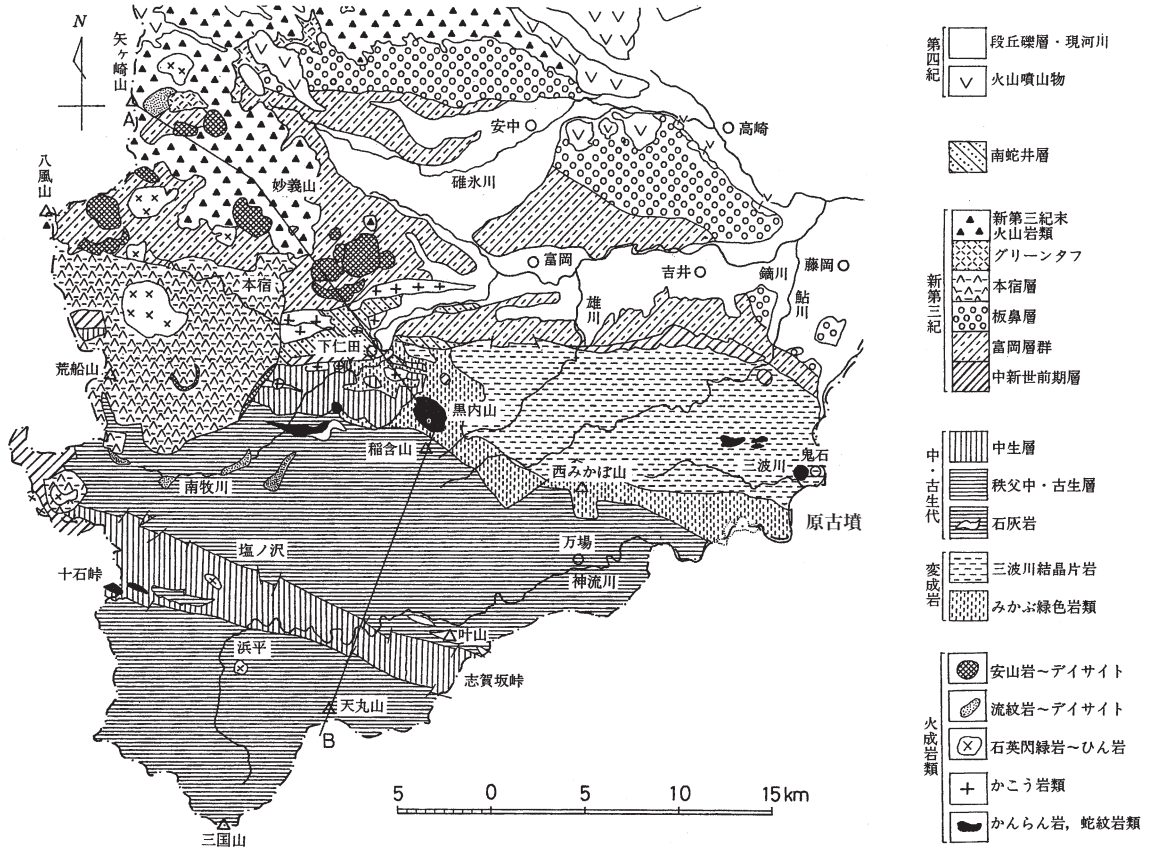 N
矢ヶ崎山
A
八風山
妙義山
安中
碓氷川
高崎
富岡
吉井
鏑川
藤岡
本宿
雄川
鮎川
下仁田
荒船山
黒内山
稲含山
西みかぼ山
波川
鬼石
南牧川
原古墳
塩ノ沢
万場
神流川
十石峠
叶山
浜平
志賀坂峠
天丸山
B
三国山
5 0 5 10 15km
第四紀
段丘礫層・現河川
火山噴山物
南蛇井層
新第三紀
新第三紀末
火山岩類
グリーンタフ
本宿層
板鼻層
富岡層群
中新世前期層
中・古生代
中生層
秩父中・古生層
石灰岩
変成岩
三波川結晶片岩
みかぶ緑色岩類
火成岩類
安山岩〜デイサイト
流紋岩〜デイサイト
石英閃緑岩〜ひん岩
かこう岩類
かんらん岩，蛇紋岩類